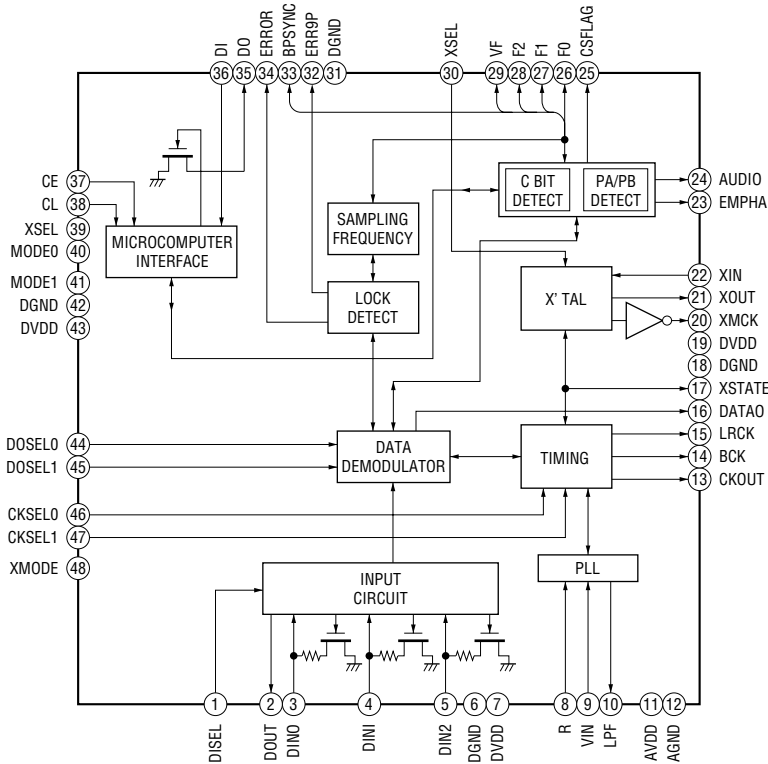 DI
DO
ERROR
BPSYNC
ERR9P
DGND
XSEL
VF
F2
F1
F0
CSFLAG
36
35
34
33
32
31
30
29
28
27
26
25
CE 37
CL 38
XSEL 39
MODE0 40
MODE1 41
DGND 42
DVDD 43
DOSEL0 44
DOSEL1 45
CKSEL0 46
CKSEL1 47
XMODE 48
MICROCOMPUTER
INTERFACE
SAMPLING
FREQUENCY
LOCK
DETECT
C BIT
DETECT
PA/PB
DETECT
X' TAL
DATA
DEMODULATOR
TIMING
INPUT
CIRCUIT
PLL
24 AUDIO
23 EMPHA
22 XIN
21 XOUT
20 XMCK
19 DVDD
18 DGND
17 XSTATE
16 DATAO
15 LRCK
14 BCK
13 CKOUT
1
2
3
4
5
6
7
8
9
10
11
12
DISEL
DOUT
DINO
DINI
DIN2
DGND
DVDD
R
VIN
LPF
AVDD
AGND